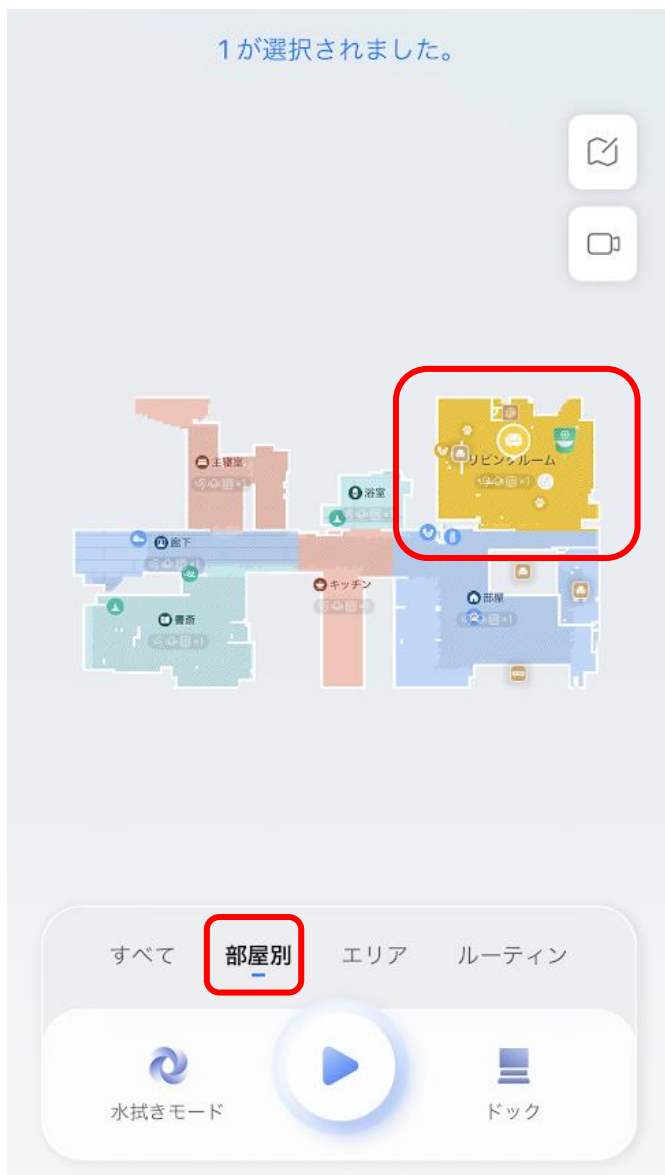 1が選択されました。
リビングルーム
主寝室
浴室
廊下
キッチン
部屋
書斎
すべて
部屋別
エリア
ルーティン
水拭きモード
ドック